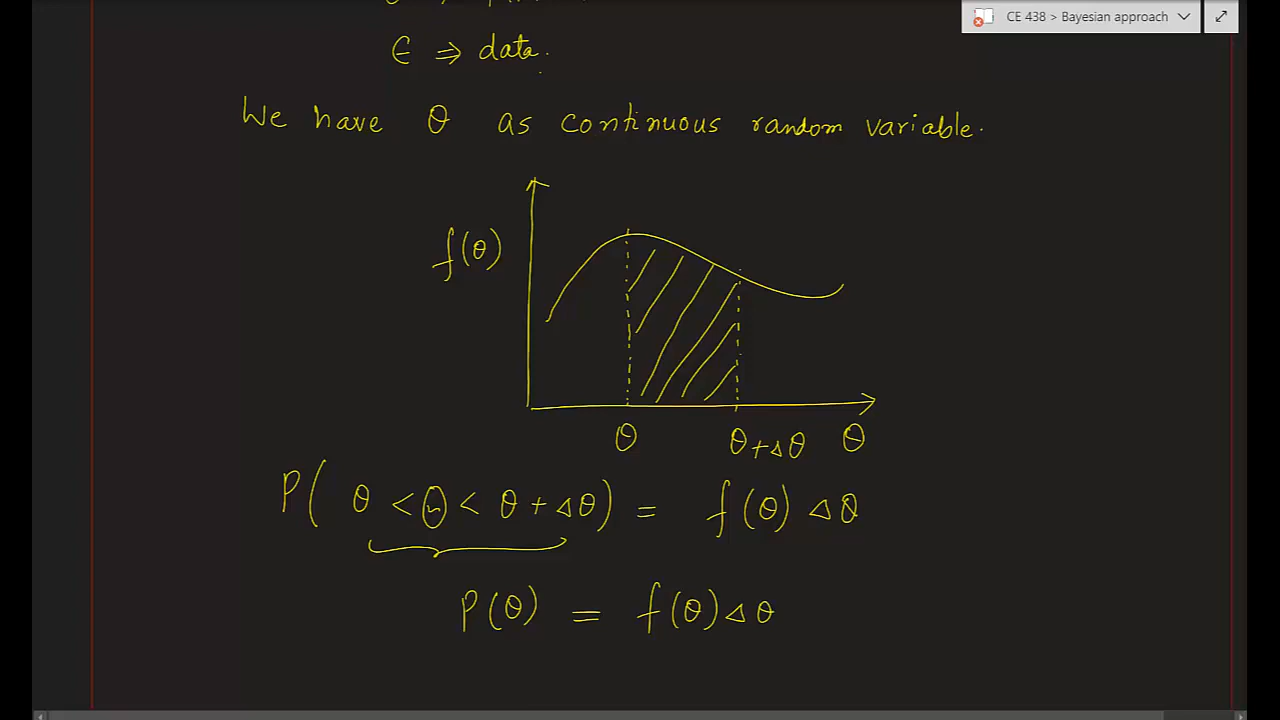 CE 438 > Bayesian approach
ϵ ⇒ data.
We have θ as continuous random variable.
f(θ)
θ θ+Δθ θ
P( θ < θ < θ + Δθ) = f(θ) Δθ
P(θ) = f(θ)Δθ